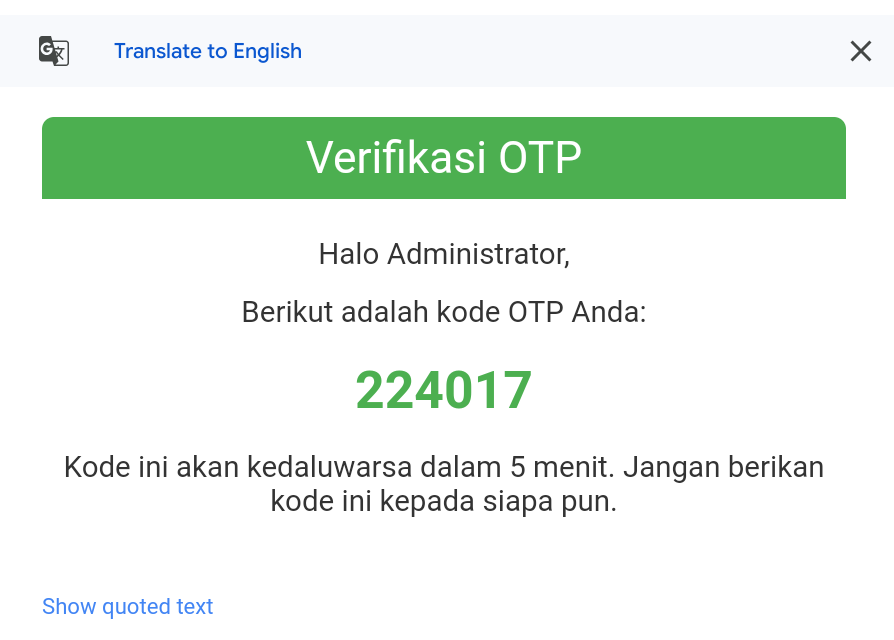 Translate to English
Verifikasi OTP
Halo Administrator,
Berikut adalah kode OTP Anda:
224017
Kode ini akan kedaluwarsa dalam 5 menit. Jangan berikan
kode ini kepada siapa pun.
Show quoted text